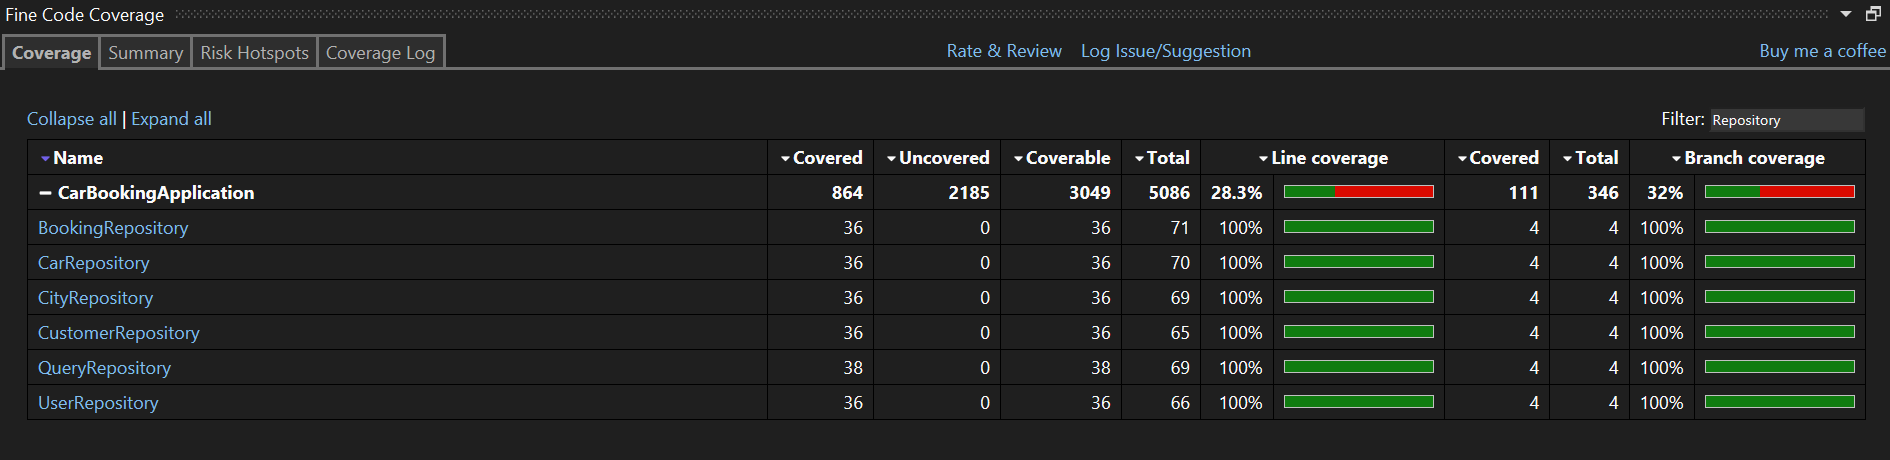 Fine Code Coverage
Coverage Summary Risk Hotspots Coverage Log Rate & Review Log Issue/Suggestion Buy me a coffee
Collapse all | Expand all Filter: Repository
Name Covered Uncovered Coverable Total Line coverage Covered Total Branch coverage
CarBookingApplication 864 2185 3049 5086 28.3% 111 346 32%
BookingRepository 36 0 36 71 100% 4 4 100%
CarRepository 36 0 36 70 100% 4 4 100%
CityRepository 36 0 36 69 100% 4 4 100%
CustomerRepository 36 0 36 65 100% 4 4 100%
QueryRepository 38 0 38 69 100% 4 4 100%
UserRepository 36 0 36 66 100% 4 4 100%